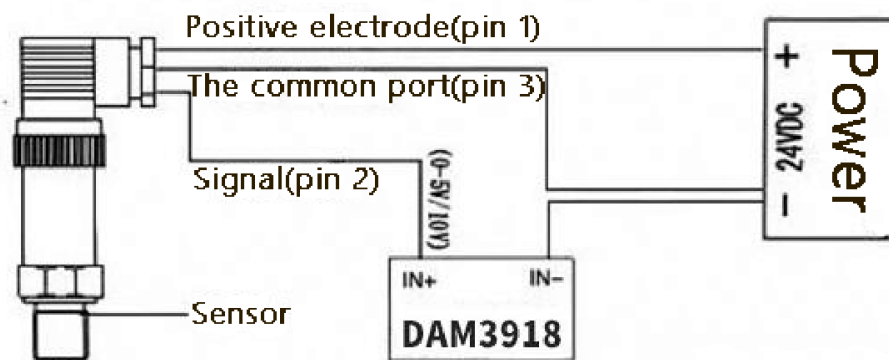 Positive electrode(pin 1)
The common port(pin 3)
Signal(pin 2)
(0-5V/10V)
+
24VDC
-
Power
IN+
IN-
DAM3918
Sensor